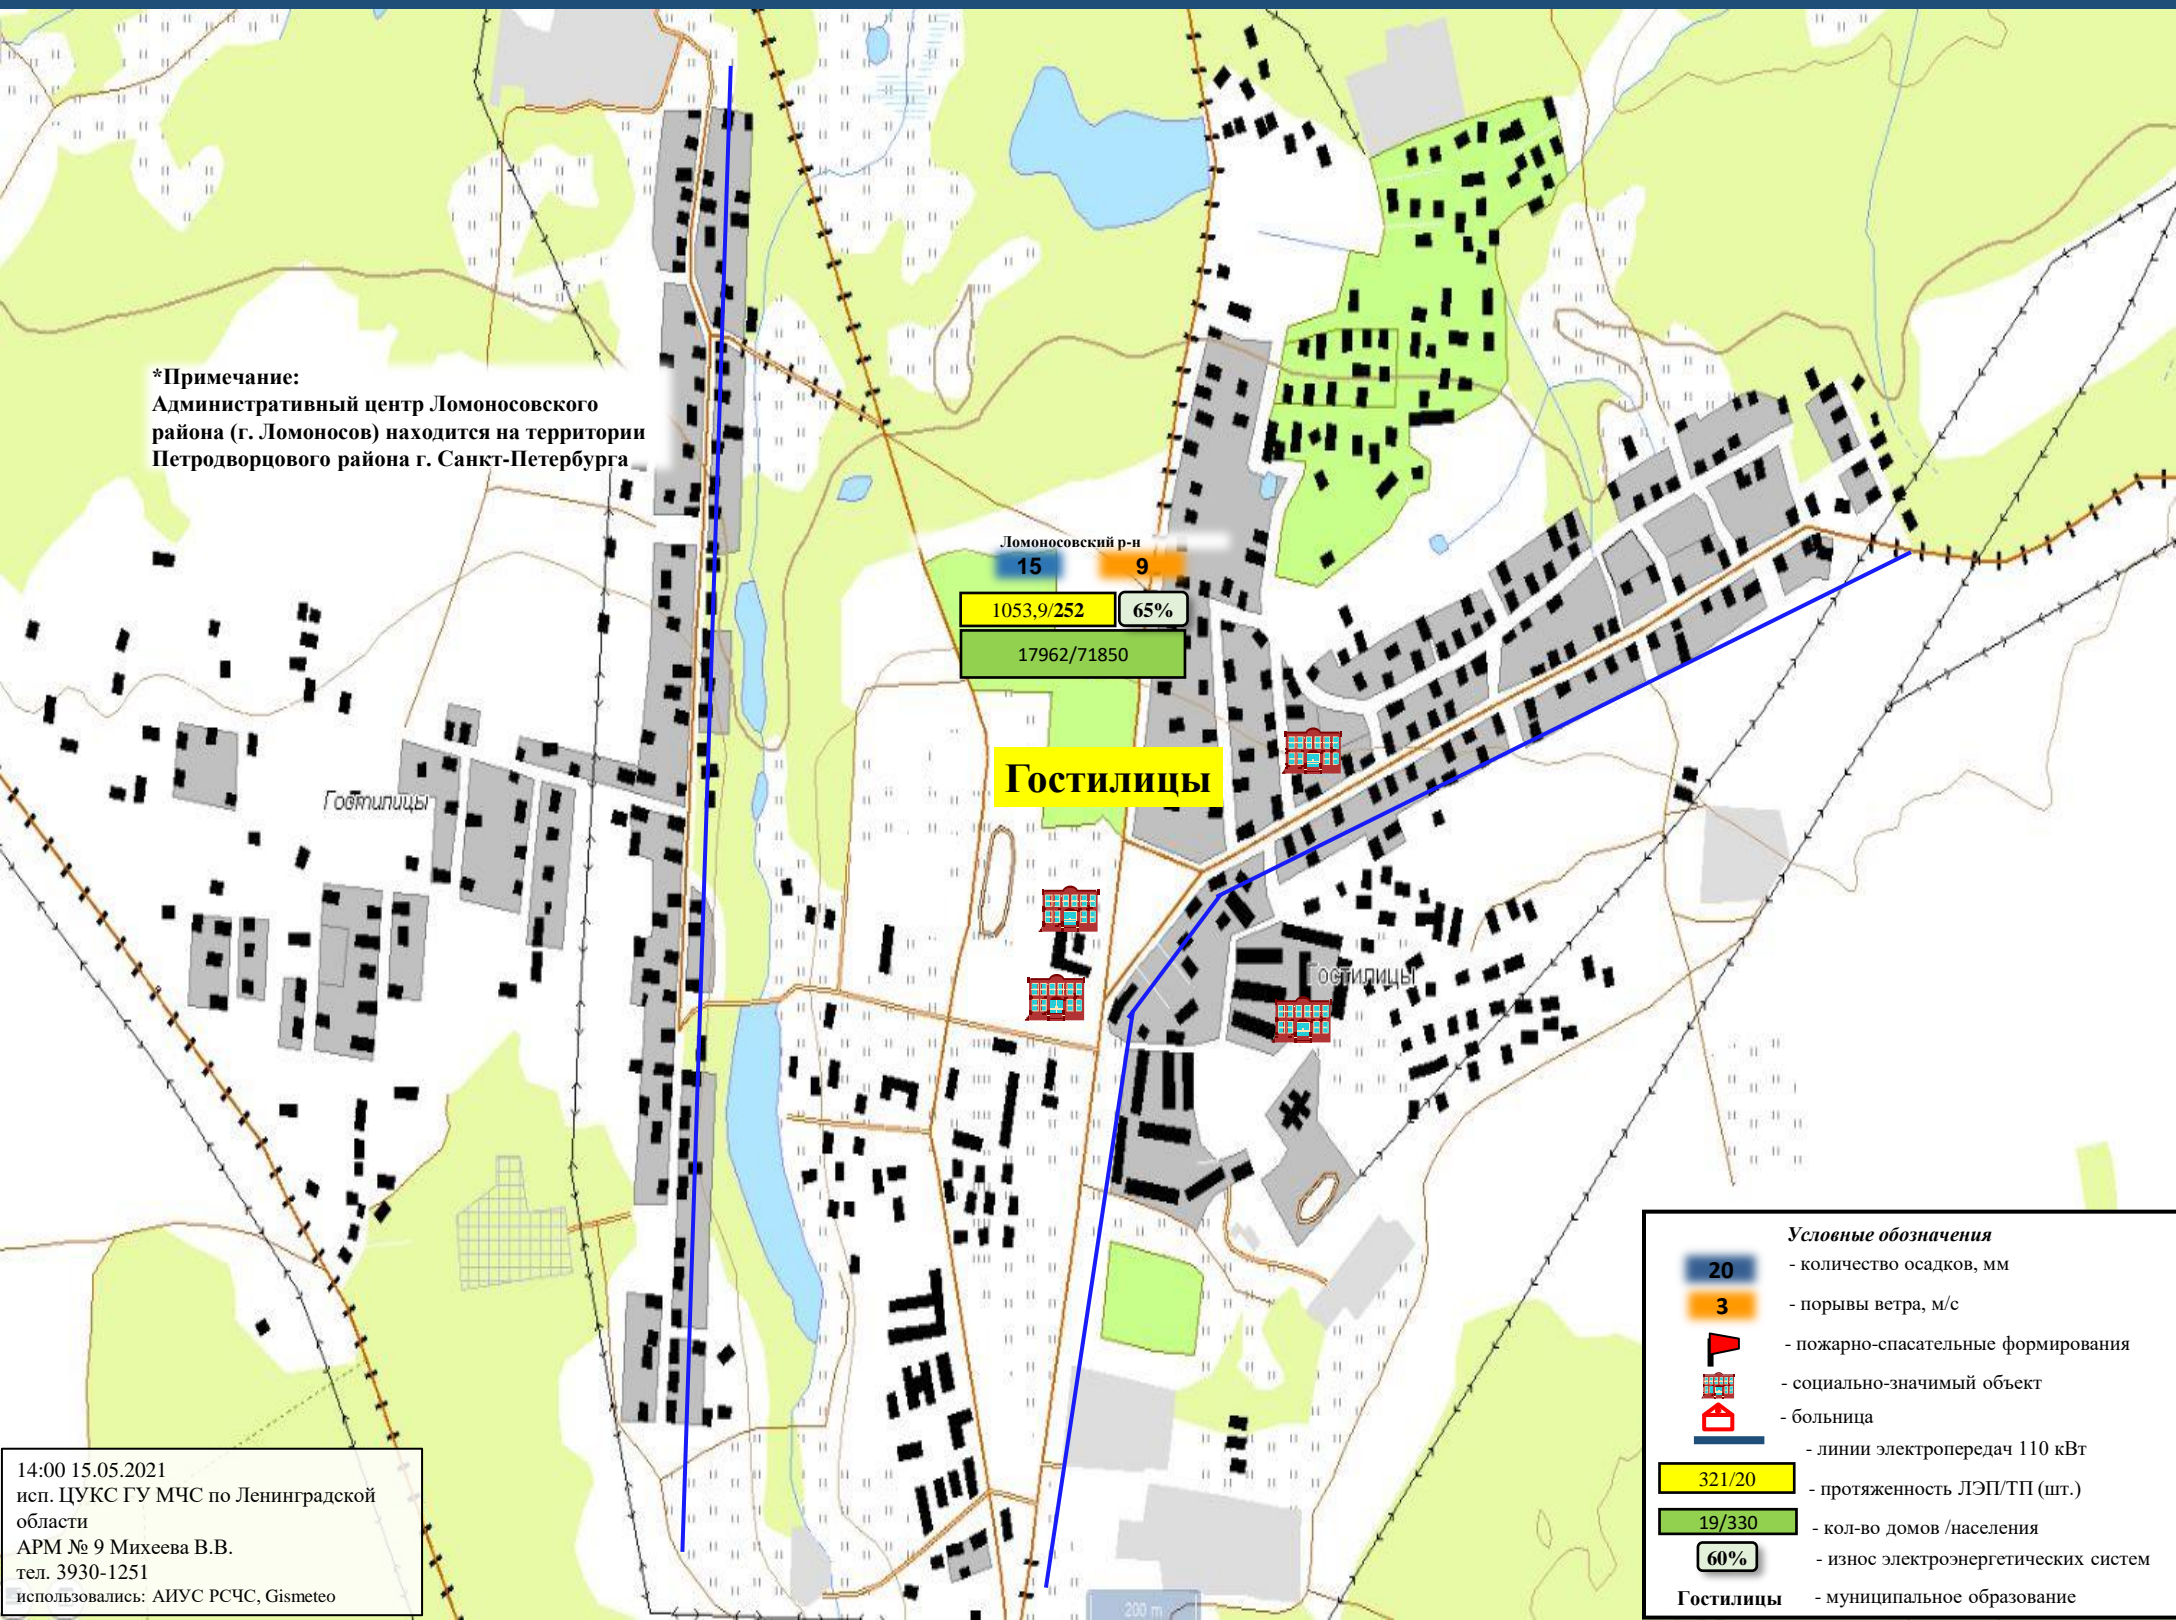 *Примечание:
Административный центр Ломоносовского
района (г. Ломоносов) находится на территории
Петродворцового района г. Санкт-Петербурга
Ломоносовский р-н
15 9
1053,9/252 65%
17962/71850
Гостилицы
Гостилицы
Гостилицы
14:00 15.05.2021
исп. ЦУКС ГУ МЧС по Ленинградской
области
АРМ № 9 Михеева В.В.
тел. 3930-1251
использовались: АИУС РСЧС, Gismeteo
200 m
Условные обозначения
20 - количество осадков, мм
3 - порывы ветра, м/с
- пожарно-спасательные формирования
- социально-значимый объект
- больница
- линии электропередач 110 кВт
321/20 - протяженность ЛЭП/ТП (шт.)
19/330 - кол-во домов /населения
60% - износ электроэнергетических систем
Гостилицы - муниципальное образование